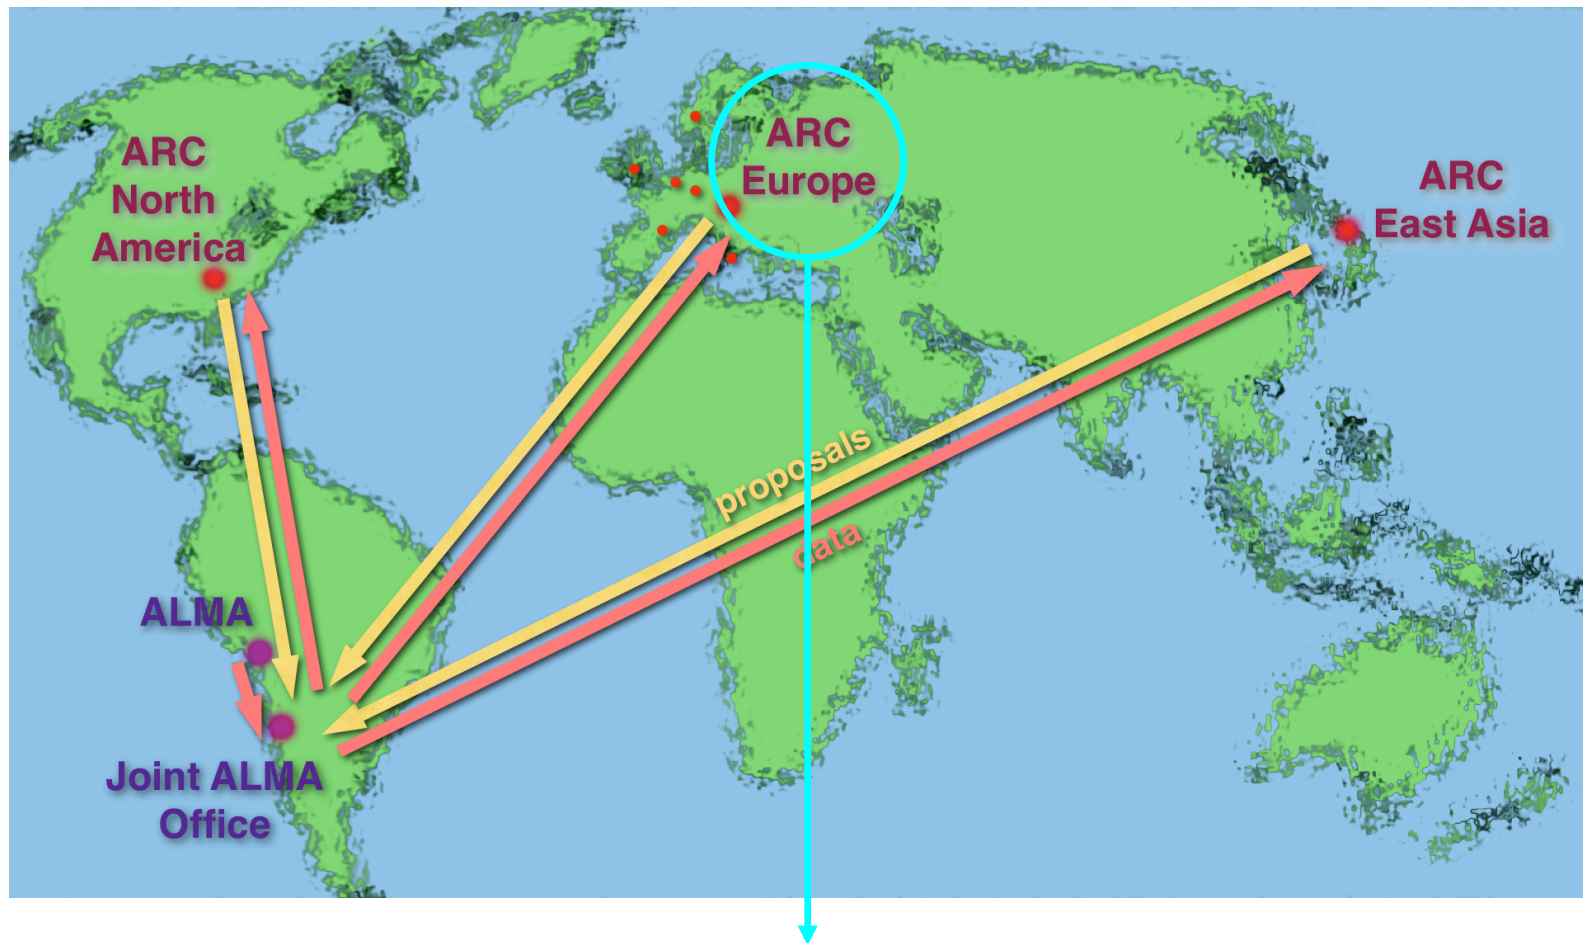 ARC
North
America
ARC
Europe
ARC
East Asia
proposals
data
ALMA
Joint ALMA
Office